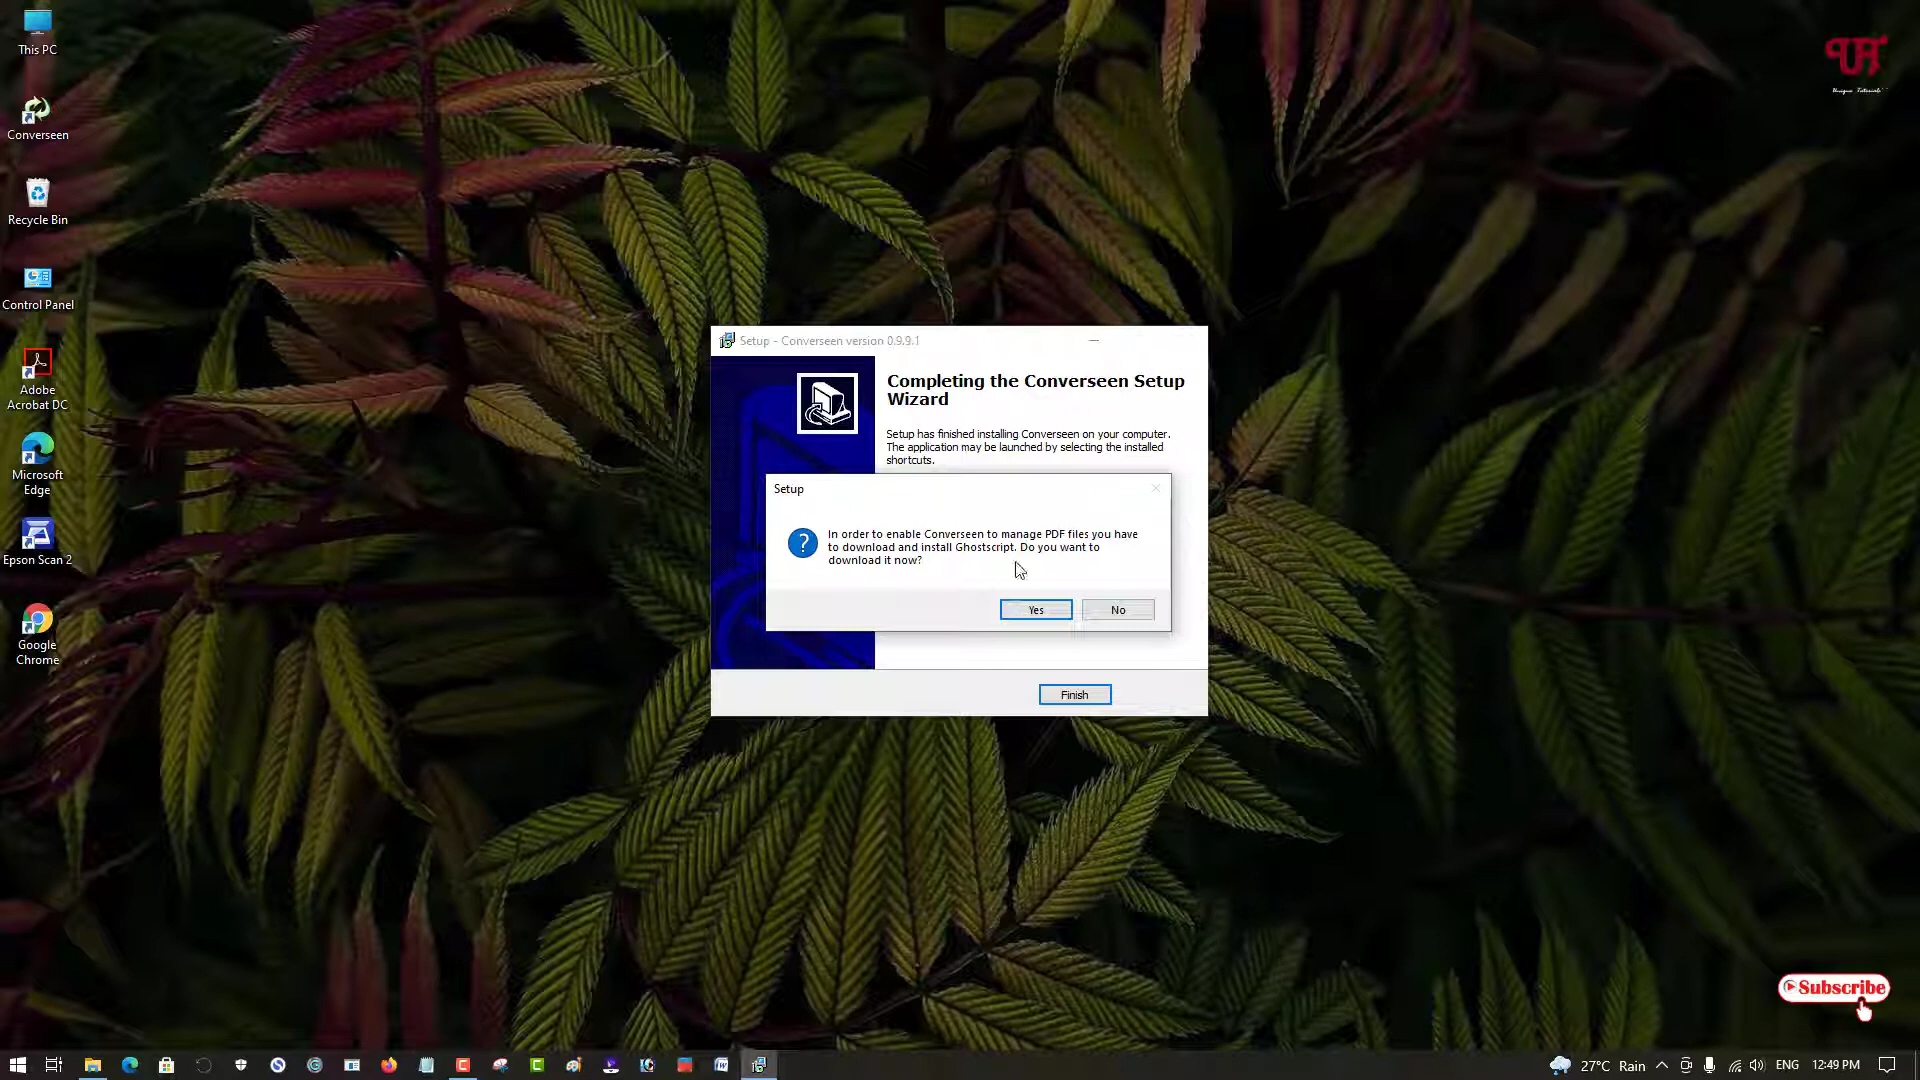 This PC
Converseen
Recycle Bin
Control Panel
Adobe
Acrobat DC
Microsoft
Edge
Epson Scan 2
Google
Chrome
Setup - Converseen version 0.9.9.1
Completing the Converseen Setup
Wizard
Setup has finished installing Converseen on your computer.
The application may be launched by selecting the installed
shortcuts.
Setup
In order to enable Converseen to manage PDF files you have
to download and install Ghostscript. Do you want to
download it now?
Yes No
Finish
UT
Unique Tutorials
Subscribe
27°C Rain ENG 12:49 PM